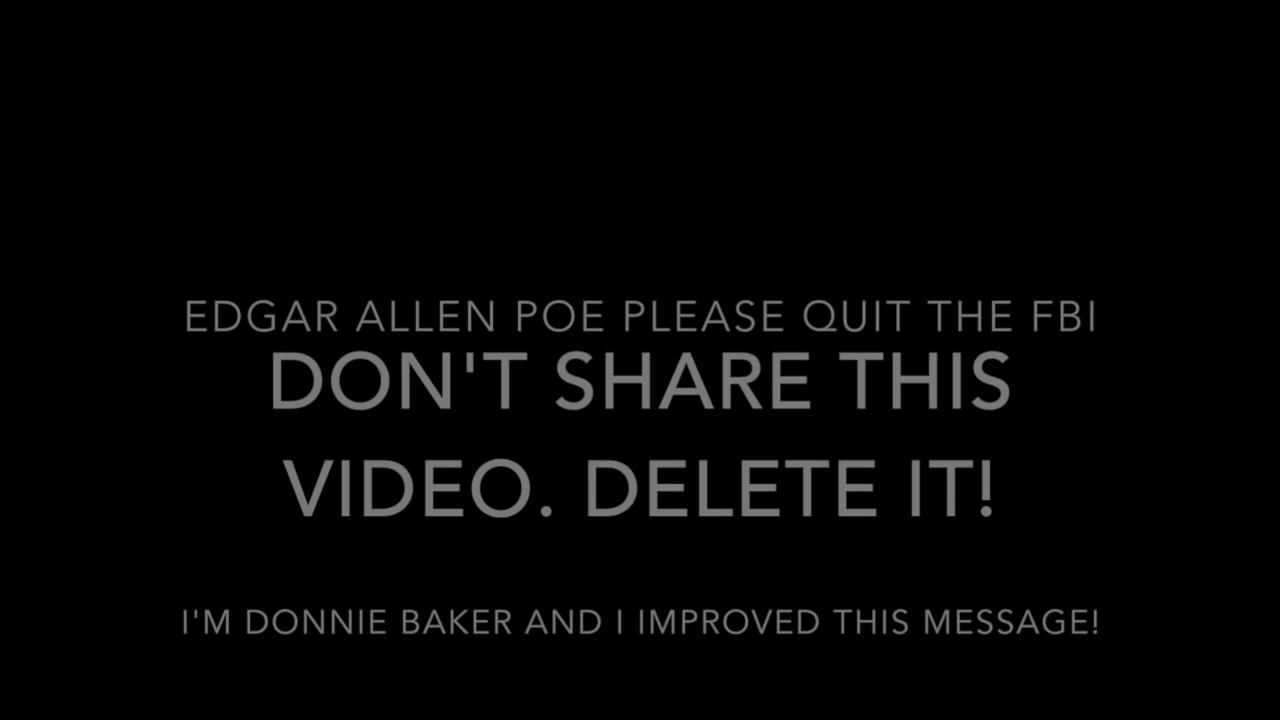 EDGAR ALLEN POE PLEASE QUIT THE FBI
DON'T SHARE THIS
VIDEO. DELETE IT!
I'M DONNIE BAKER AND I IMPROVED THIS MESSAGE!